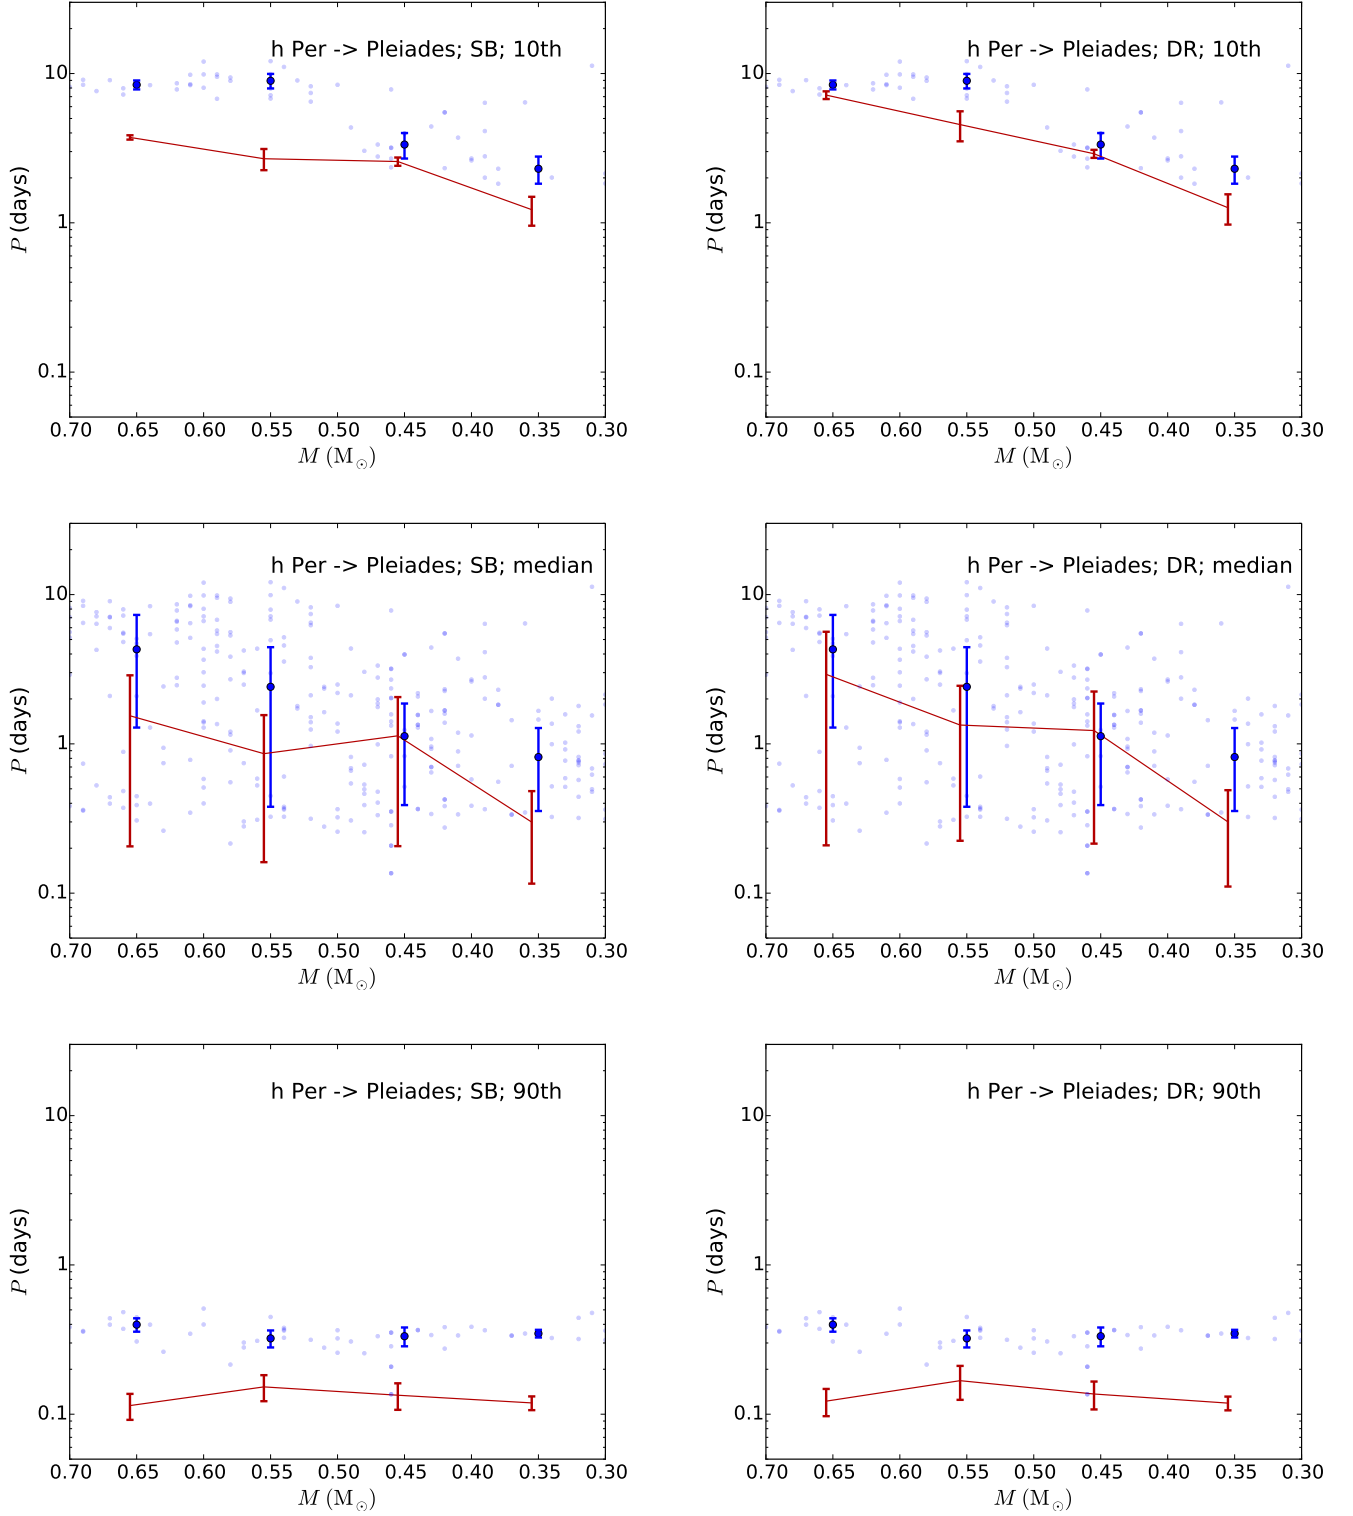 h Per -> Pleiades; SB; 10th
10
1
0.1
P (days)
0.70 0.65 0.60 0.55 0.50 0.45 0.40 0.35 0.30
M (M☉)
h Per -> Pleiades; DR; 10th
10
1
0.1
P (days)
0.70 0.65 0.60 0.55 0.50 0.45 0.40 0.35 0.30
M (M☉)
h Per -> Pleiades; SB; median
10
1
0.1
P (days)
0.70 0.65 0.60 0.55 0.50 0.45 0.40 0.35 0.30
M (M☉)
h Per -> Pleiades; DR; median
10
1
0.1
P (days)
0.70 0.65 0.60 0.55 0.50 0.45 0.40 0.35 0.30
M (M☉)
h Per -> Pleiades; SB; 90th
10
1
0.1
P (days)
0.70 0.65 0.60 0.55 0.50 0.45 0.40 0.35 0.30
M (M☉)
h Per -> Pleiades; DR; 90th
10
1
0.1
P (days)
0.70 0.65 0.60 0.55 0.50 0.45 0.40 0.35 0.30
M (M☉)